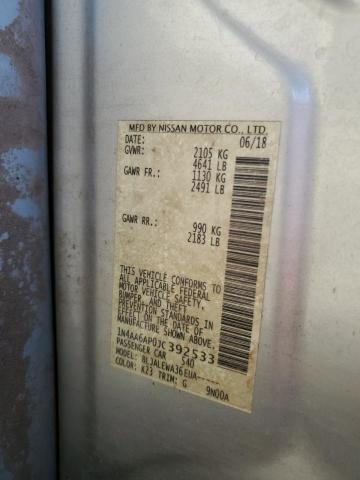 MFD BY NISSAN MOTOR CO., LTD.
DATE: 06/18
GVWR: 2105 KG
4641 LB
GAWR FR.: 1130 KG
2491 LB
GAWR RR.: 990 KG
2183 LB
THIS VEHICLE CONFORMS TO
ALL APPLICABLE FEDERAL
MOTOR VEHICLE SAFETY,
BUMPER, AND THEFT
PREVENTION STANDARDS
IN EFFECT ON THE DATE OF
MANUFACTURE SHOWN ABOVE.
1N4AA6AP0JC392533
PASSENGER CAR 540
MODEL: BLJALEWA36EUA-----
COLOR: K23 TRIM: G 9N00A